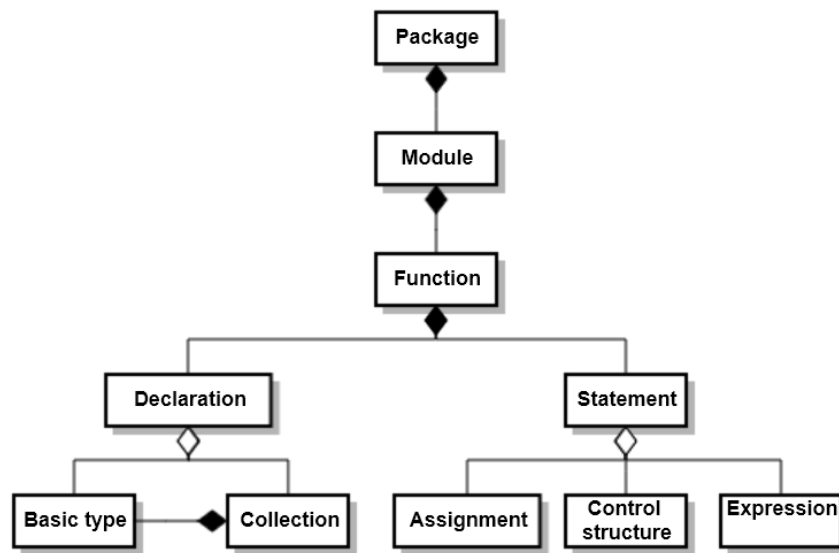 Package
Module
Function
Declaration
Statement
Basic type
Collection
Assignment
Control
structure
Expression